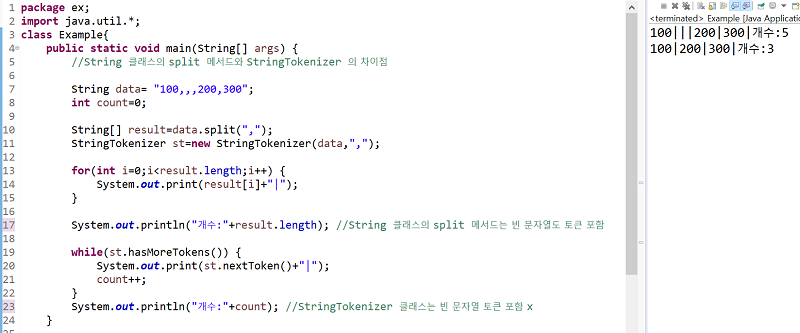 1 package ex;
2 import java.util.*;
3 class Example{
4 public static void main(String[] args) {
5 //String 클래스의 split 메서드와 StringTokenizer 의 차이점
6
7 String data= "100,,,200,300";
8 int count=0;
9
10 String[] result=data.split(",");
11 StringTokenizer st=new StringTokenizer(data,",");
12
13 for(int i=0;i<result.length;i++) {
14 System.out.print(result[i]+"|");
15 }
16
17 System.out.println("개수:"+result.length); //String 클래스의 split 메서드는 빈 문자열도 토큰 포함
18
19 while(st.hasMoreTokens()) {
20 System.out.print(st.nextToken()+"|");
21 count++;
22 }
23 System.out.println("개수:"+count); //StringTokenizer 클래스는 빈 문자열 토큰 포함 x
24 }
<terminated> Example [Java Applicatio
100|||200|300|개수:5
100|200|300|개수:3